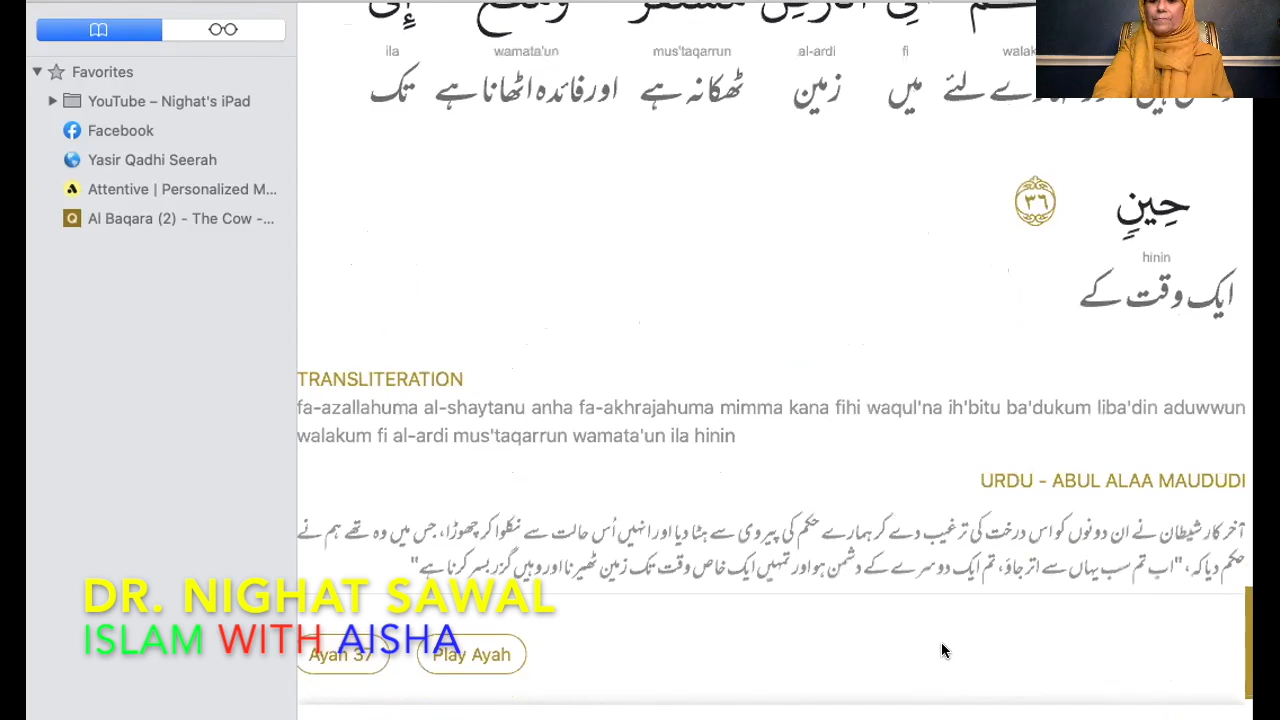 ila wamata'un mus'taqarrun al-ardi fi
تک اور فائدہ اٹھانا ہے ٹھکانہ ہے زمین میں
Favorites
YouTube – Nighat's iPad
Facebook
Yasir Qadhi Seerah
Attentive | Personalized M...
Al Baqara (2) - The Cow -...
حِينٍ ٣٦
hinin
ایک وقت کے
TRANSLITERATION
fa-azallahuma al-shaytanu anha fa-akhrajahuma mimma kana fihi waqul'na ih'bitu ba'dukum liba'din aduwwun
walakum fi al-ardi mus'taqarrun wamata'un ila hinin
URDU - ABUL ALAA MAUDUDI
آخر کار شیطان نے ان دونوں کو اس درخت کی ترغیب دے کر ہمارے حکم کی پیروی سے ہٹا دیا اور انہیں اُس حالت سے نکلوا کر چھوڑا، جس میں وہ تھے ہم نے
حکم دیا کہ، "اب تم سب یہاں سے اتر جاؤ، تم ایک دوسرے کے دشمن ہو اور تمہیں ایک خاص وقت تک زمین ٹھیرنا اور وہیں گزر بسر کرنا ہے"
DR. NIGHAT SAWAL
ISLAM WITH AISHA
Ayah 37 Play Ayah